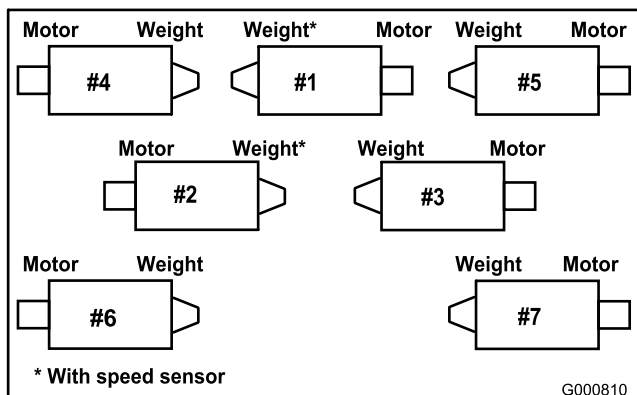 Motor Weight Weight* Motor Weight Motor
#4 #1 #5
Motor Weight* Weight Motor
#2 #3
Motor Weight Weight Motor
#6 #7
* With speed sensor
G000810